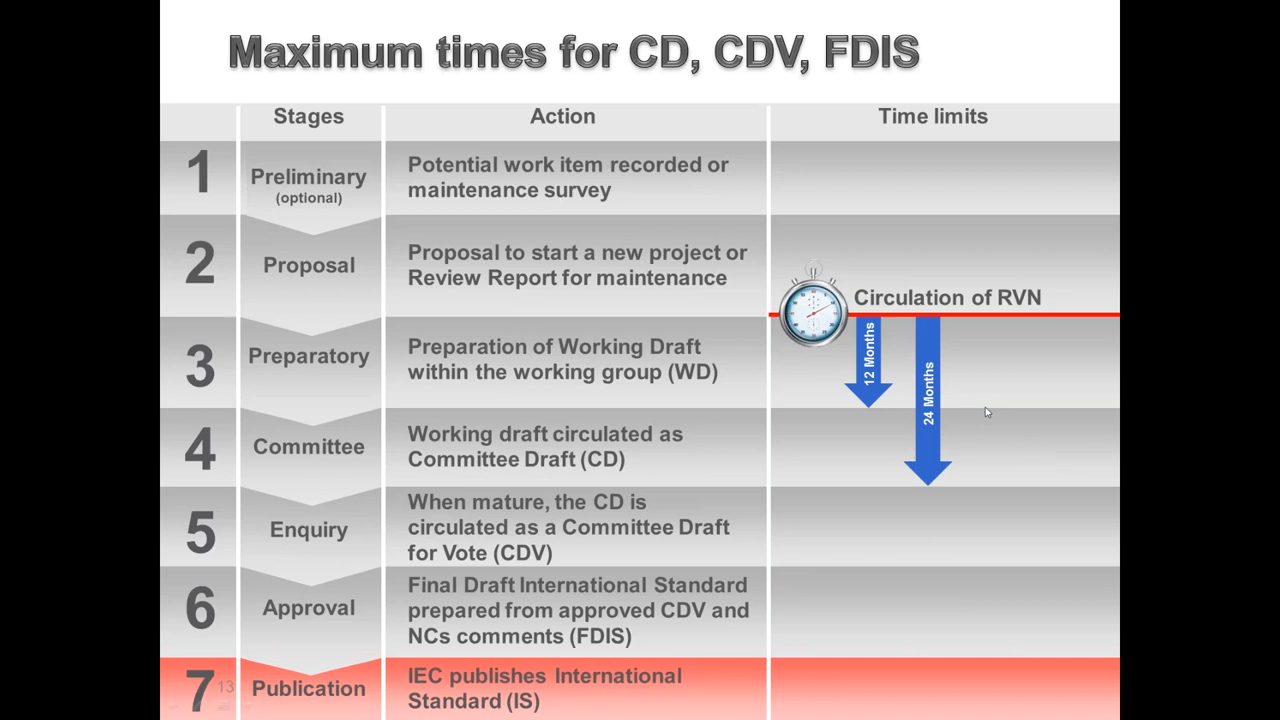 Maximum times for CD, CDV, FDIS
Stages
Action
Time limits
1
Preliminary
(optional)
Potential work item recorded or
maintenance survey
2
Proposal
Proposal to start a new project or
Review Report for maintenance
Circulation of RVN
3
Preparatory
Preparation of Working Draft
within the working group (WD)
12 Months
24 Months
4
Committee
Working draft circulated as
Committee Draft (CD)
5
Enquiry
When mature, the CD is
circulated as a Committee Draft
for Vote (CDV)
6
Approval
Final Draft International Standard
prepared from approved CDV and
NCs comments (FDIS)
7
13
Publication
IEC publishes International
Standard (IS)